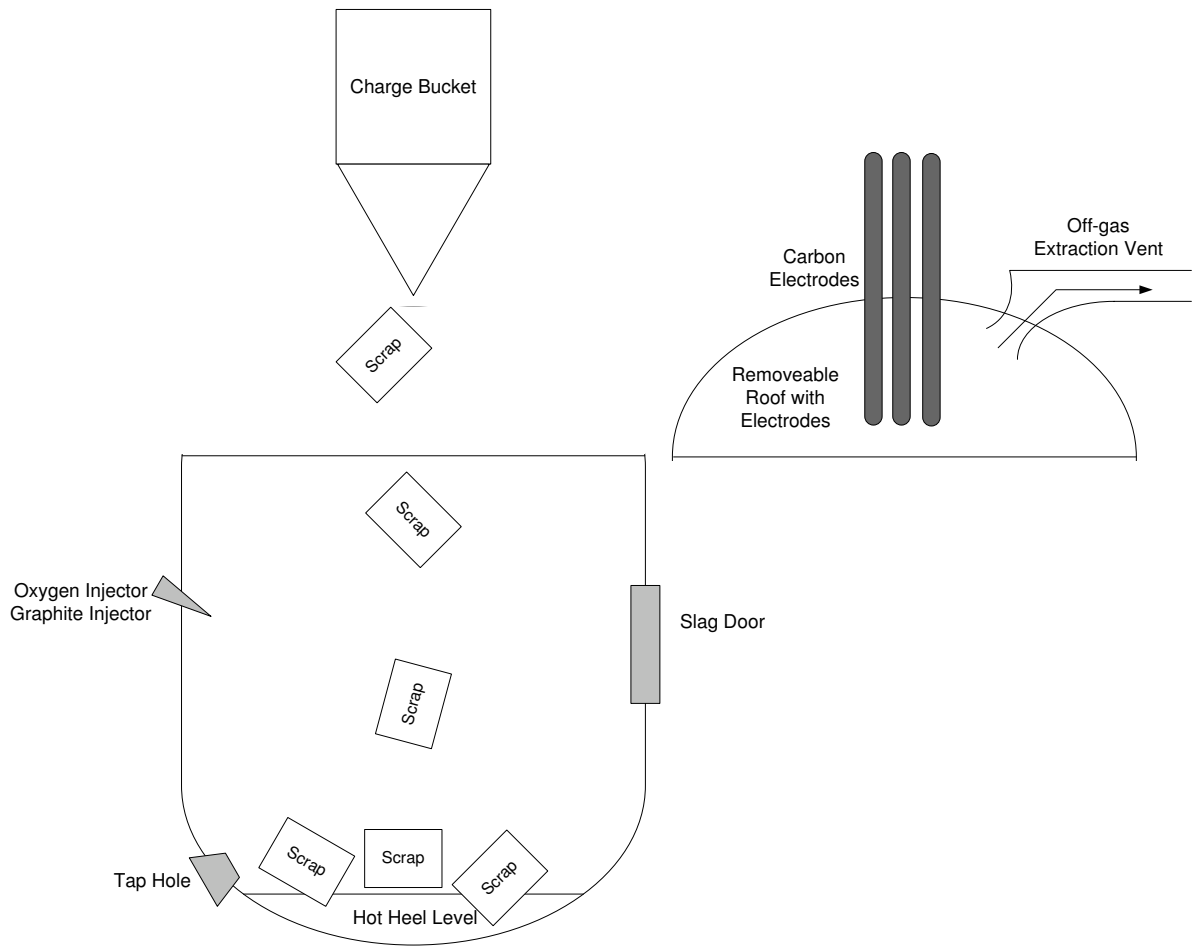 Charge Bucket
Scrap
Carbon
Electrodes
Off-gas
Extraction Vent
Removeable
Roof with
Electrodes
Scrap
Oxygen Injector
Graphite Injector
Slag Door
Scrap
Scrap
Scrap
Scrap
Tap Hole
Hot Heel Level